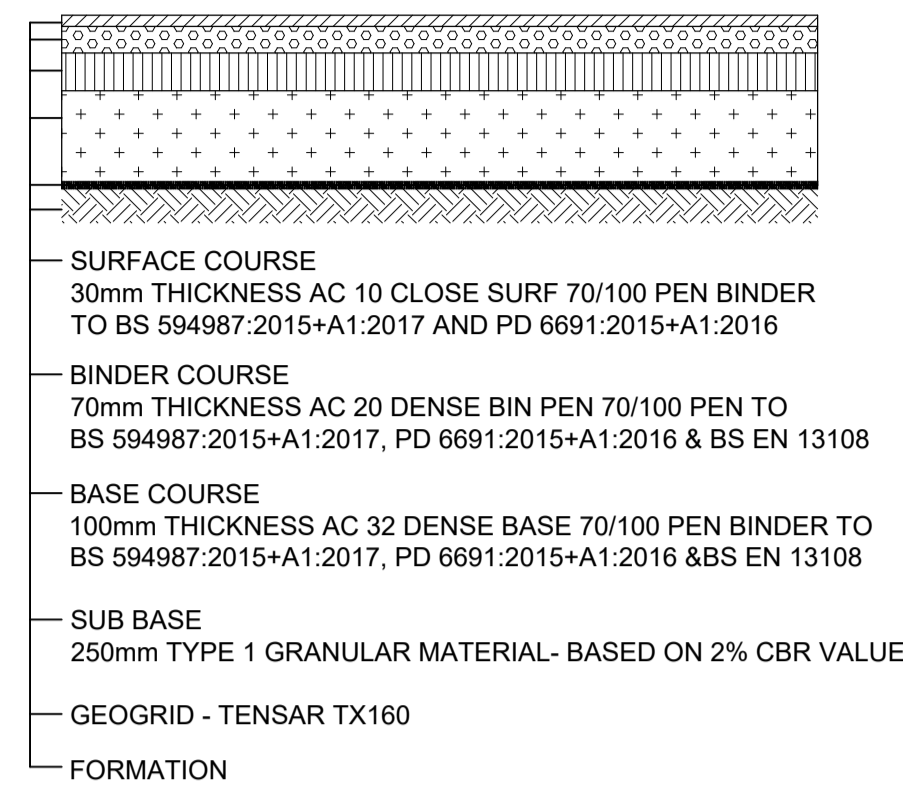 SURFACE COURSE
30mm THICKNESS AC 10 CLOSE SURF 70/100 PEN BINDER
TO BS 594987:2015+A1:2017 AND PD 6691:2015+A1:2016
BINDER COURSE
70mm THICKNESS AC 20 DENSE BIN PEN 70/100 PEN TO
BS 594987:2015+A1:2017, PD 6691:2015+A1:2016 & BS EN 13108
BASE COURSE
100mm THICKNESS AC 32 DENSE BASE 70/100 PEN BINDER TO
BS 594987:2015+A1:2017, PD 6691:2015+A1:2016 &BS EN 13108
SUB BASE
250mm TYPE 1 GRANULAR MATERIAL- BASED ON 2% CBR VALUE
GEOGRID - TENSAR TX160
FORMATION